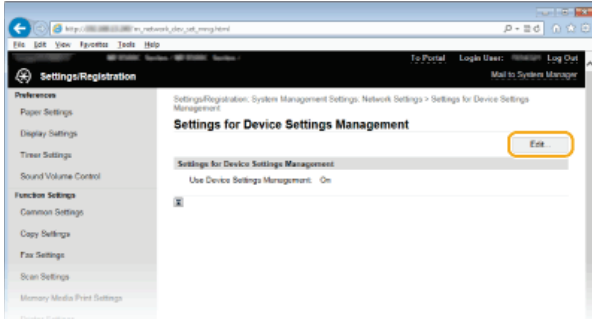 File Edit View Favorites Tools Help
To Portal Login User: Log Out
Settings/Registration
Mail to System Manager
Preferences
Paper Settings
Display Settings
Timer Settings
Sound Volume Control
Function Settings
Common Settings
Copy Settings
Fax Settings
Scan Settings
Memory Media Print Settings
Settings/Registration: System Management Settings: Network Settings > Settings for Device Settings
Management
Settings for Device Settings Management
Edit...
Settings for Device Settings Management
Use Device Settings Management: On